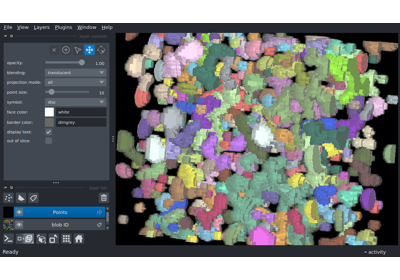 File View Layers Plugins Window Help
opacity: 1.00
blending: translucent
projection mode: all
point size: 10
symbol: disc
face color: white
border color: dimgrey
display text:
out of slice:
Points
blob ID
Ready activity